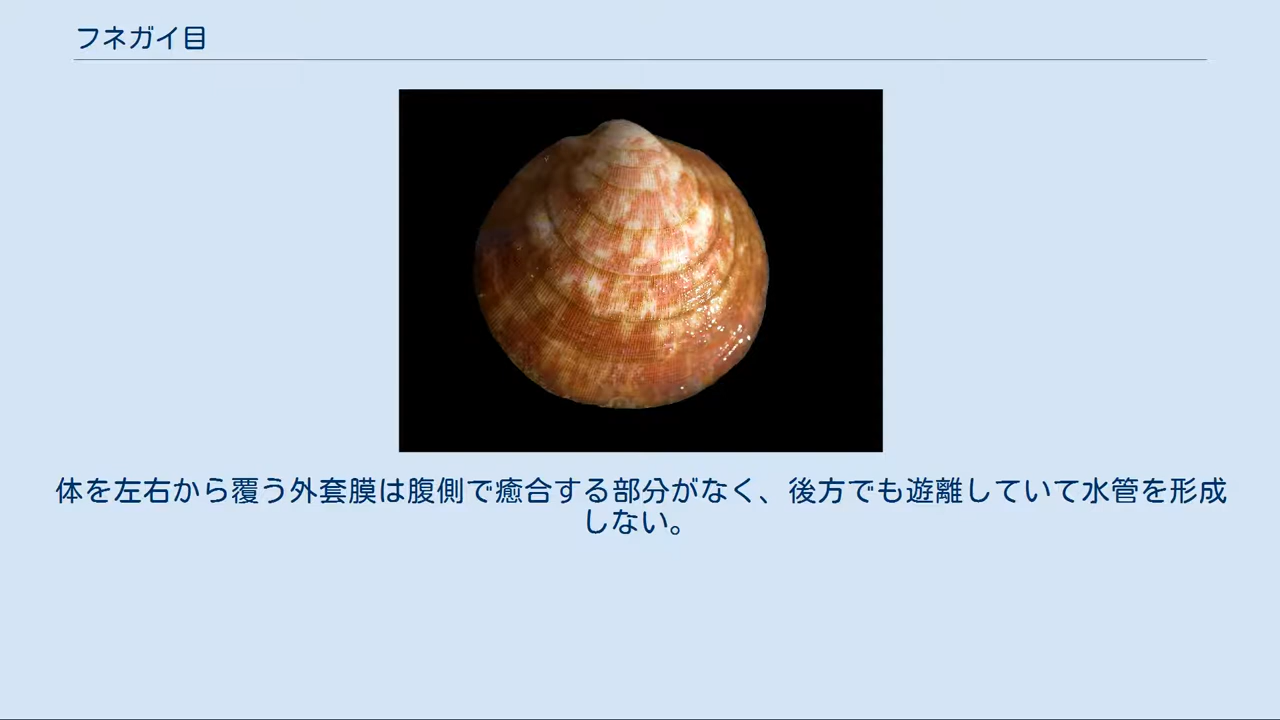 フネガイ目
体を左右から覆う外套膜は腹側で癒合する部分がなく、後方でも遊離していて水管を形成
しない。